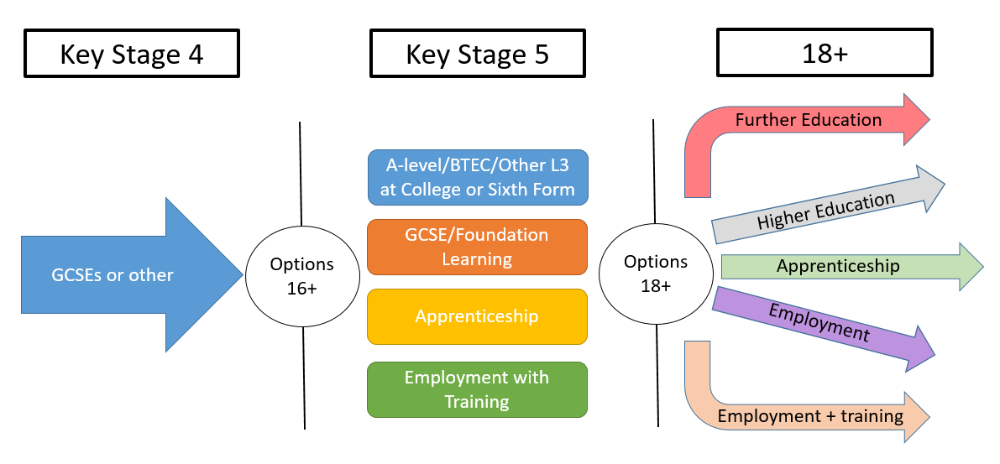 Key Stage 4
Key Stage 5
18+
GCSEs or other
Options
16+
A-level/BTEC/Other L3
at College or Sixth Form
GCSE/Foundation
Learning
Apprenticeship
Employment with
Training
Options
18+
Further Education
Higher Education
Apprenticeship
Employment
Employment + training